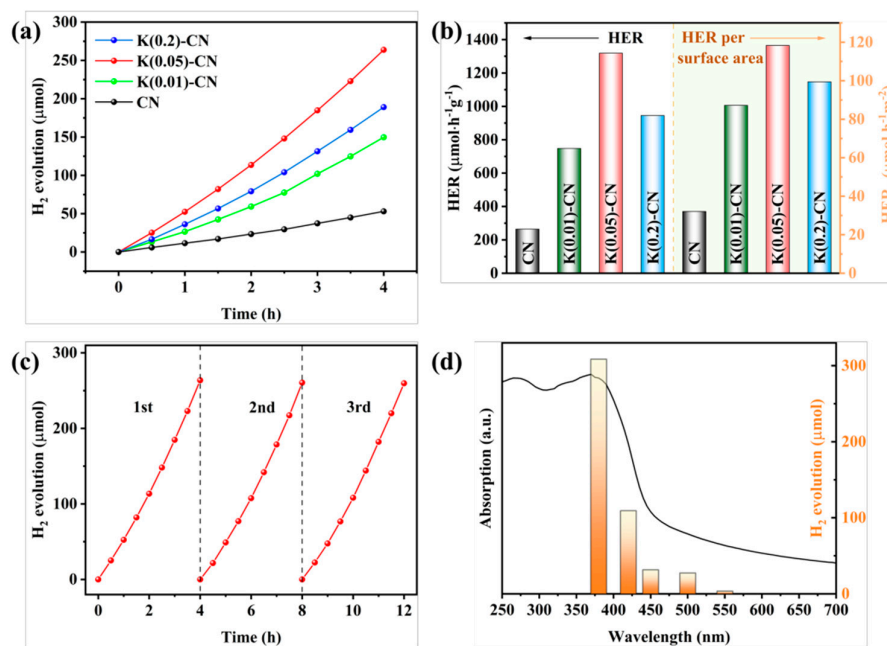 (a)
300
250
200
150
100
50
0
H₂ evolution (μmol)
K(0.2)-CN
K(0.05)-CN
K(0.01)-CN
CN
0 1 2 3 4
Time (h)
(b)
HER
HER per
surface area
1400
1200
1000
800
600
400
200
0
HER (μmol·h⁻¹g⁻¹)
CN
K(0.01)-CN
K(0.05)-CN
K(0.2)-CN
CN
K(0.01)-CN
K(0.05)-CN
K(0.2)-CN
120
100
80
60
40
20
0
(c)
300
200
100
0
H₂ evolution (μmol)
1st 2nd 3rd
0 2 4 6 8 10 12
Time (h)
(d)
Absorption (a.u.)
300
200
100
0
H₂ evolution (μmol)
250 300 350 400 450 500 550 600 650 700
Wavelength (nm)